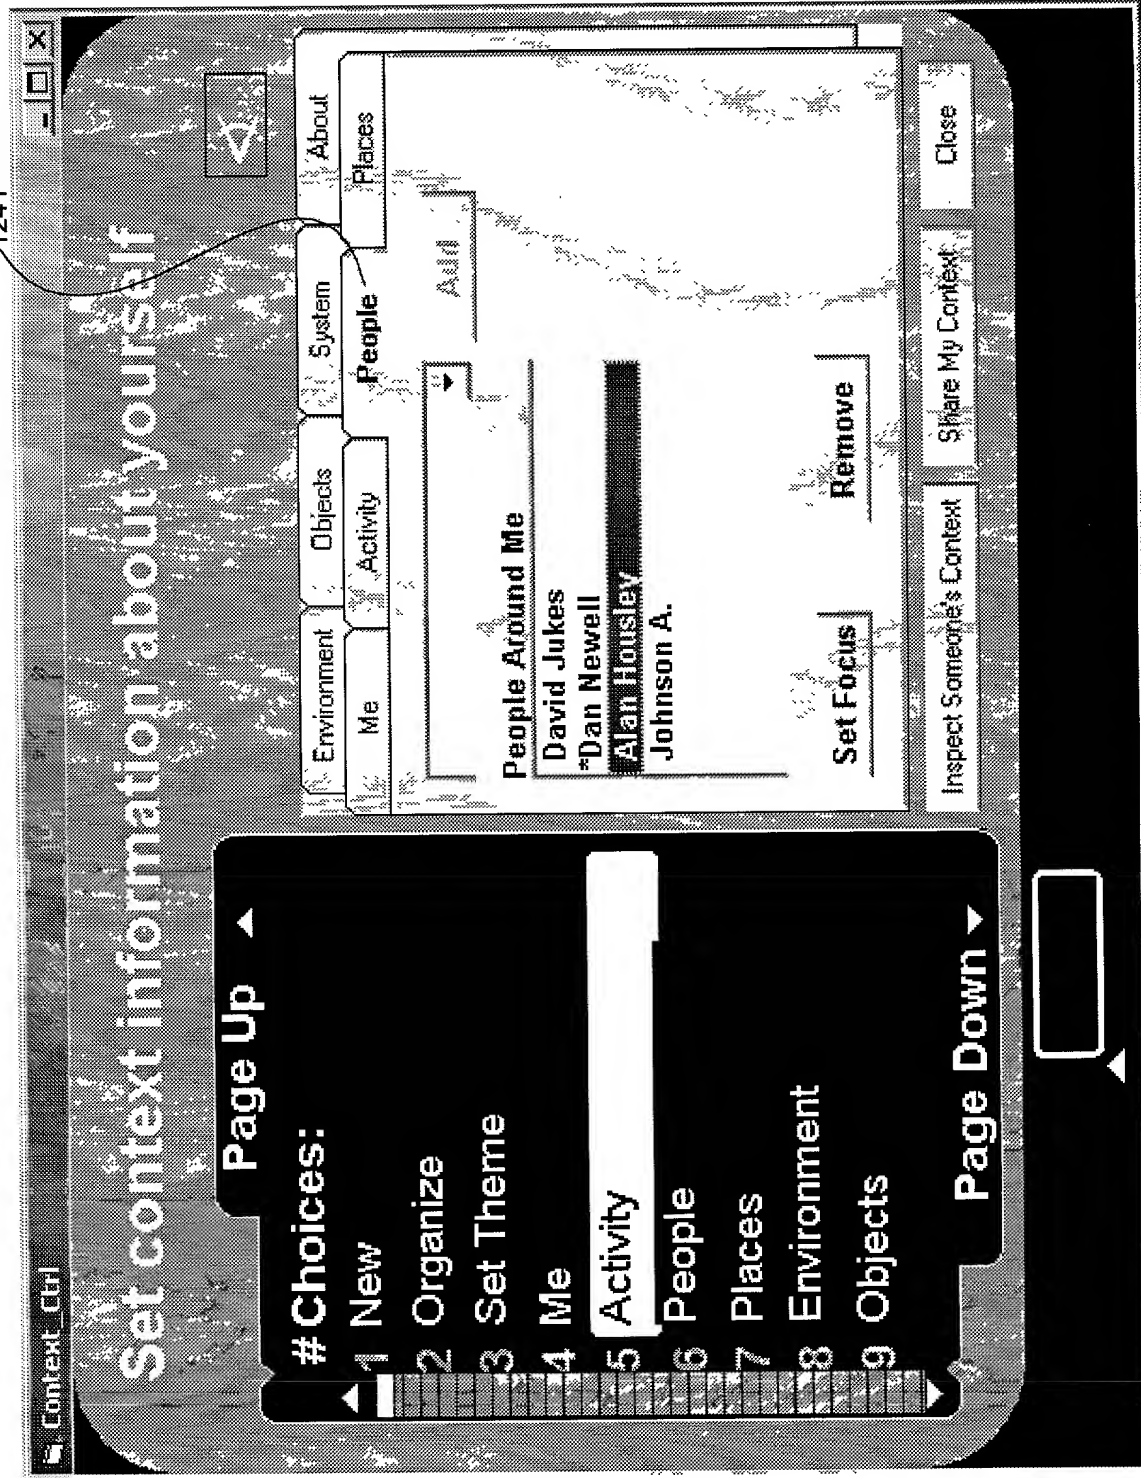 1241
Context_Ctrl
Set context information about yourself
Page Up
#Choices:
1 New
2 Organize
3 Set Theme
4 Me
5 Activity
6 People
7 Places
8 Environment
9 Objects
Page Down
Environment Objects System About
Me Activity People Places
Add
People Around Me
David Jukes
*Dan Newell
Alan Housley
Johnson A.
Set Focus Remove
Inspect Someone's Context Share My Context Close